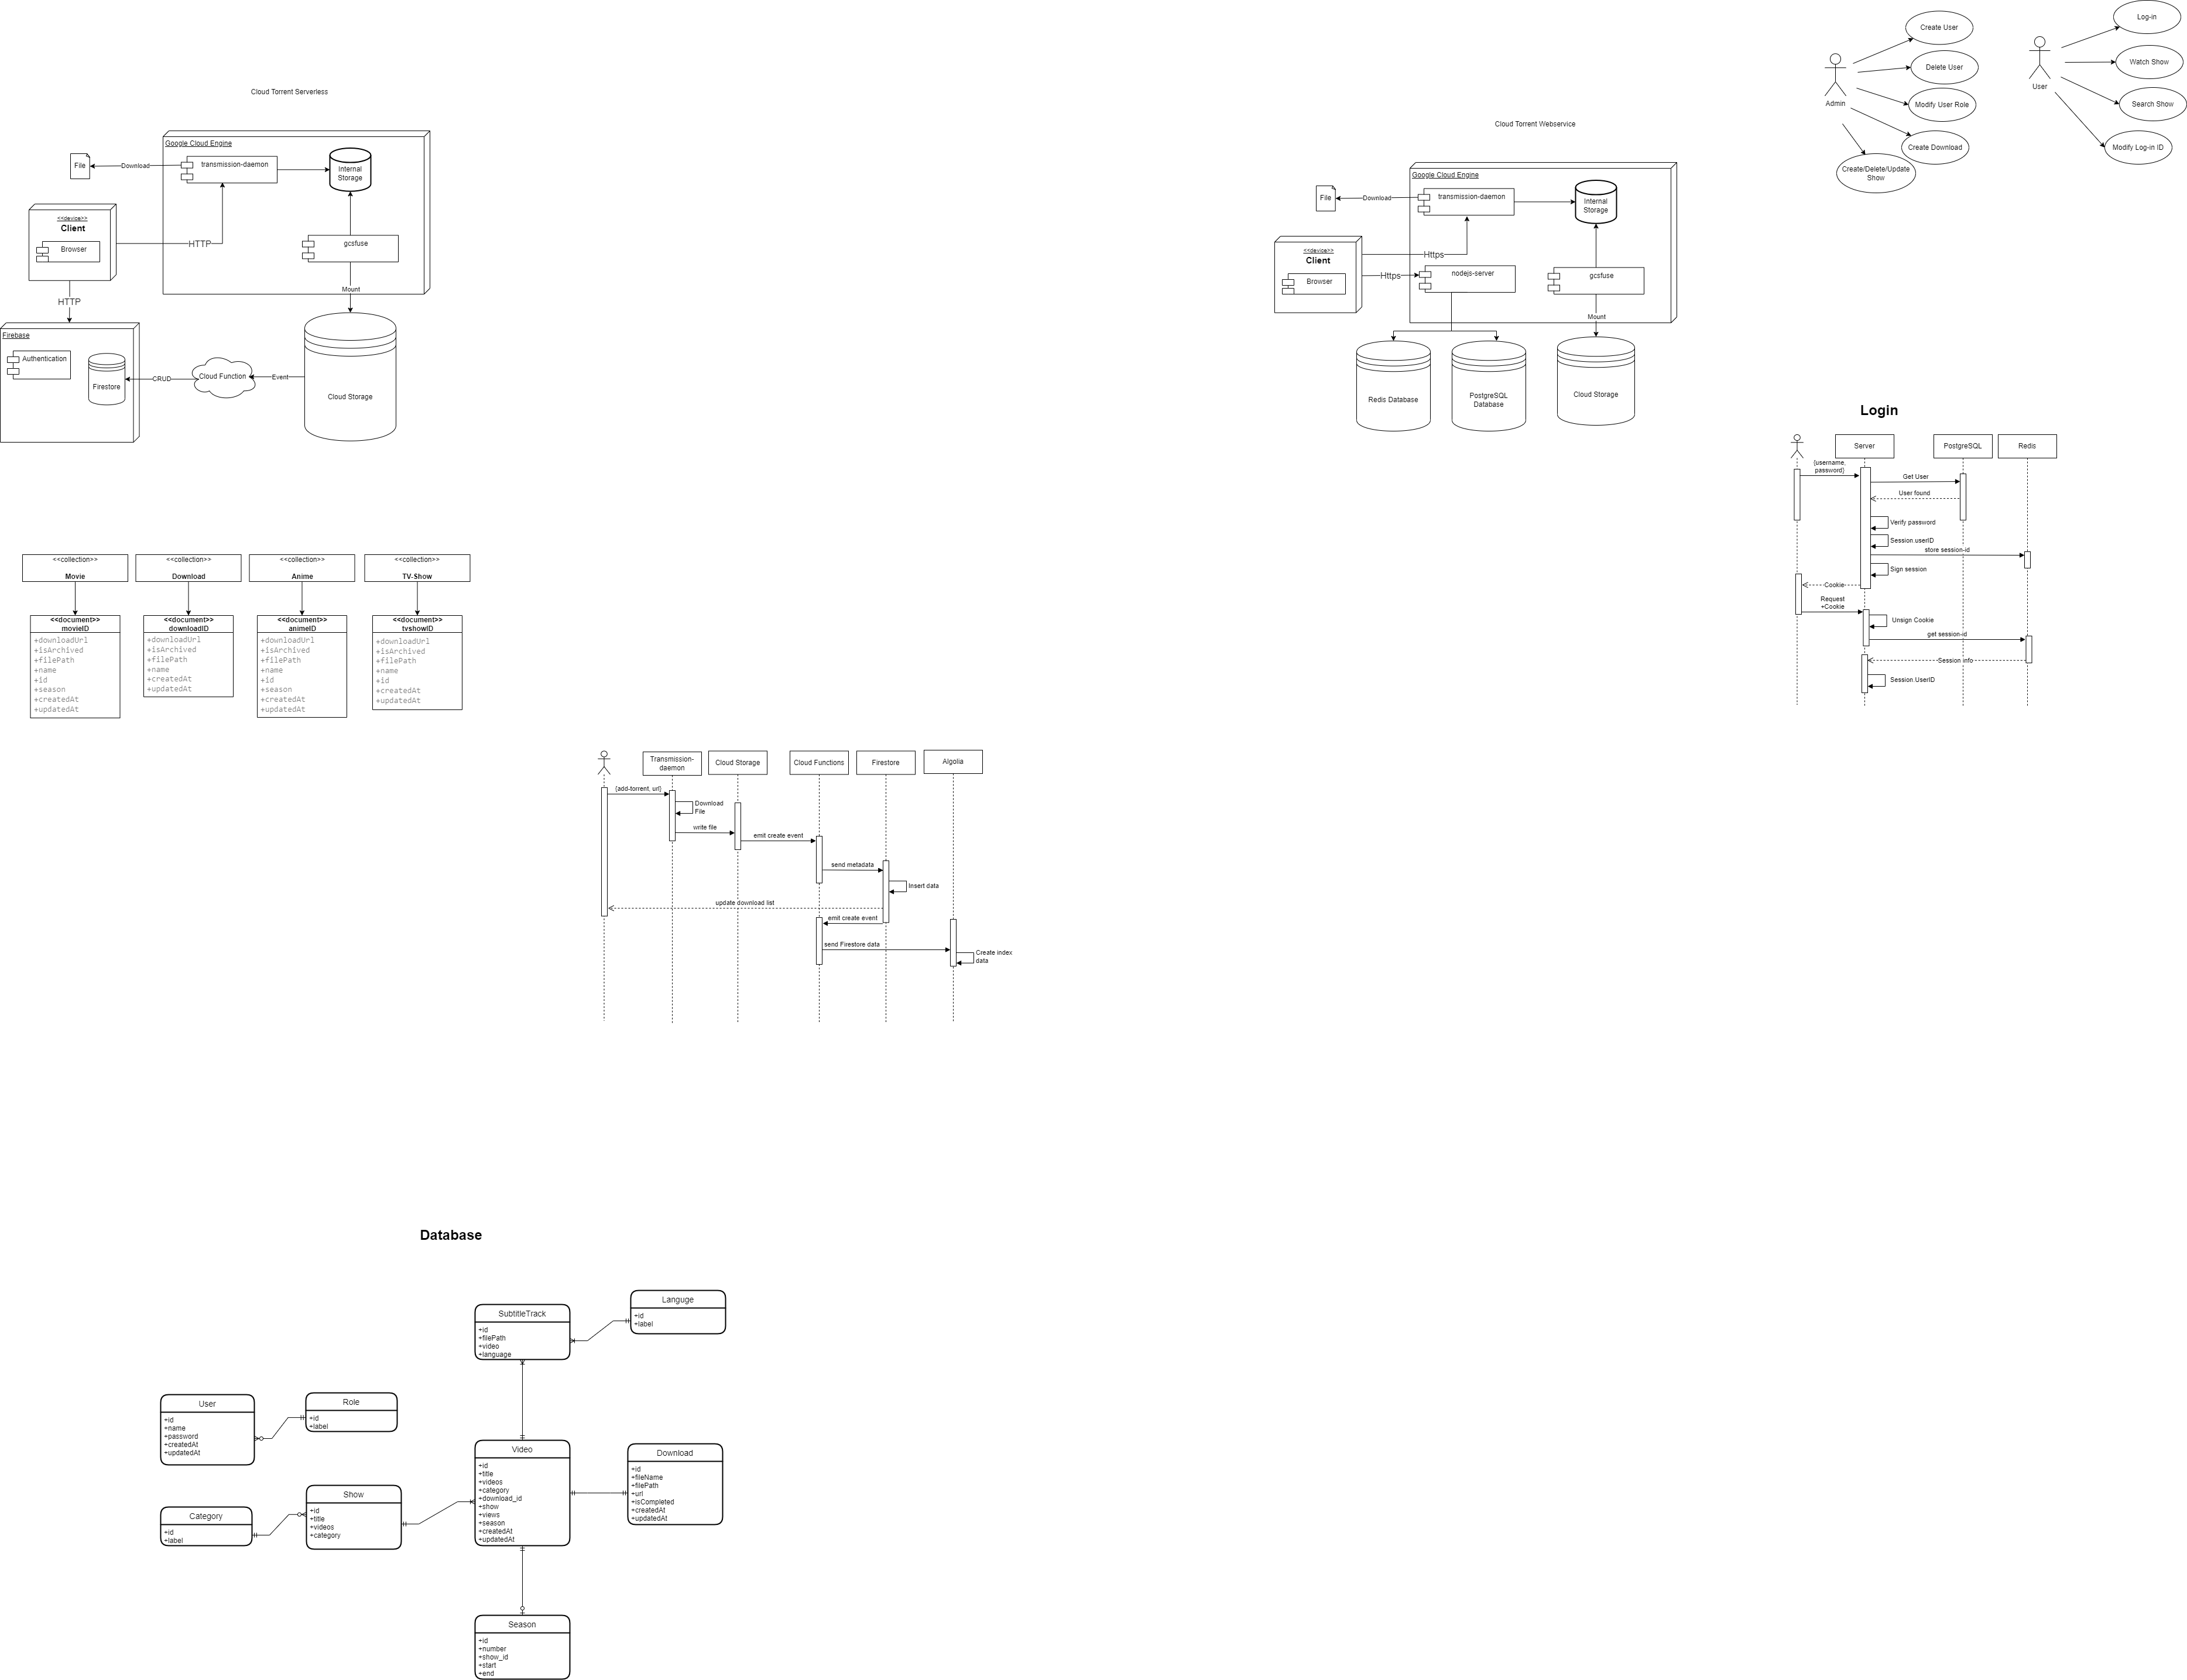 Cloud Torrent Serverless
Google Cloud Engine
File
Download
transmission-daemon
Internal
Storage
<<device>>
Client
Browser
HTTP
gcsfuse
Mount
HTTP
Firebase
Authentication
Firestore
CRUD
Cloud Function
Event
Cloud Storage
Cloud Torrent Webservice
Google Cloud Engine
File
Download
transmission-daemon
Internal
Storage
<<device>>
Client
Browser
Https
Https
nodejs-server
gcsfuse
Mount
Redis Database
PostgreSQL
Database
Cloud Storage
Admin
Create User
Delete User
Modify User Role
Create Download
Create/Delete/Update
Show
User
Log-in
Watch Show
Search Show
Modify Log-in ID
Login
Server
PostgreSQL
Redis
{username,
password}
Get User
User found
Verify password
Session.userID
store session-id
Sign session
Cookie
Request
+Cookie
Unsign Cookie
get session-id
Session info
Session.UserID
<<collection>>
Movie
<<document>>
movieID
+downloadUrl
+isArchived
+filePath
+name
+id
+season
+createdAt
+updatedAt
<<collection>>
Download
<<document>>
downloadID
+downloadUrl
+isArchived
+filePath
+name
+createdAt
+updatedAt
<<collection>>
Anime
<<document>>
animeID
+downloadUrl
+isArchived
+filePath
+name
+id
+season
+createdAt
+updatedAt
<<collection>>
TV-Show
<<document>>
tvshowID
+downloadUrl
+isArchived
+filePath
+name
+id
+createdAt
+updatedAt
Transmission-
daemon
Cloud Storage
Cloud Functions
Firestore
Algolia
{add-torrent, url}
Download
File
write file
emit create event
send metadata
Insert data
update download list
emit create event
send Firestore data
Create index
data
Database
SubtitleTrack
+id
+filePath
+video
+language
Languge
+id
+label
User
+id
+name
+password
+createdAt
+updatedAt
Role
+id
+label
Video
+id
+title
+videos
+category
+download_id
+show
+views
+season
+createdAt
+updatedAt
Download
+id
+fileName
+filePath
+url
+isCompleted
+createdAt
+updatedAt
Category
+id
+label
Show
+id
+title
+videos
+category
Season
+id
+number
+show_id
+start
+end